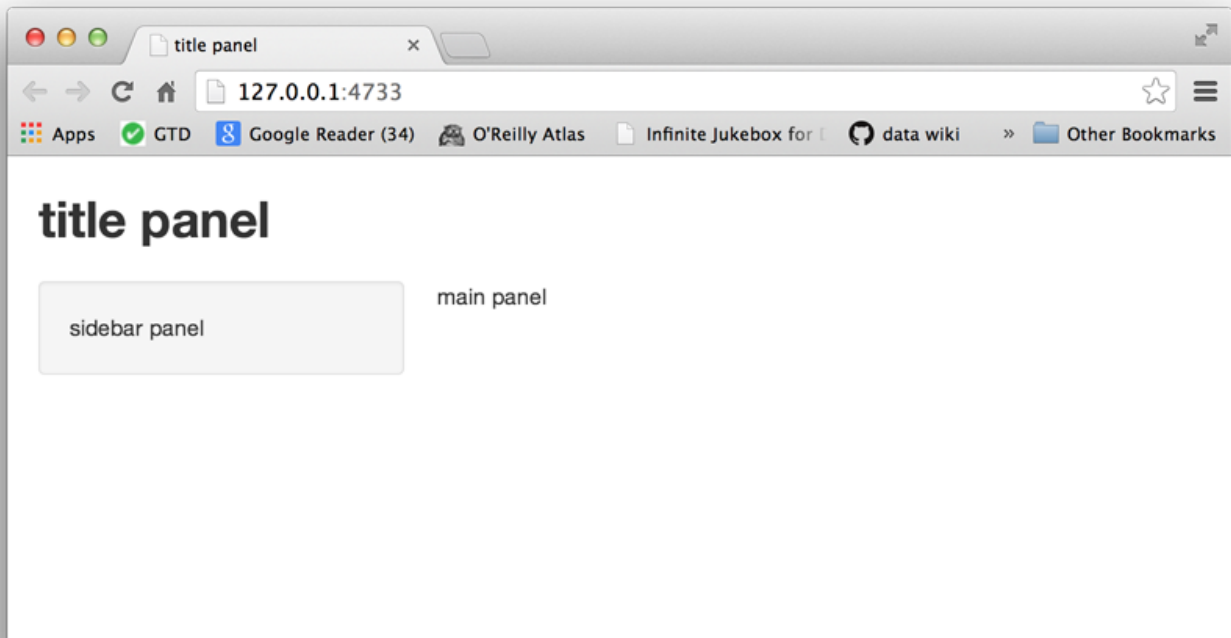 title panel
127.0.0.1:4733
Apps GTD Google Reader (34) O'Reilly Atlas Infinite Jukebox for data wiki » Other Bookmarks
title panel
sidebar panel
main panel